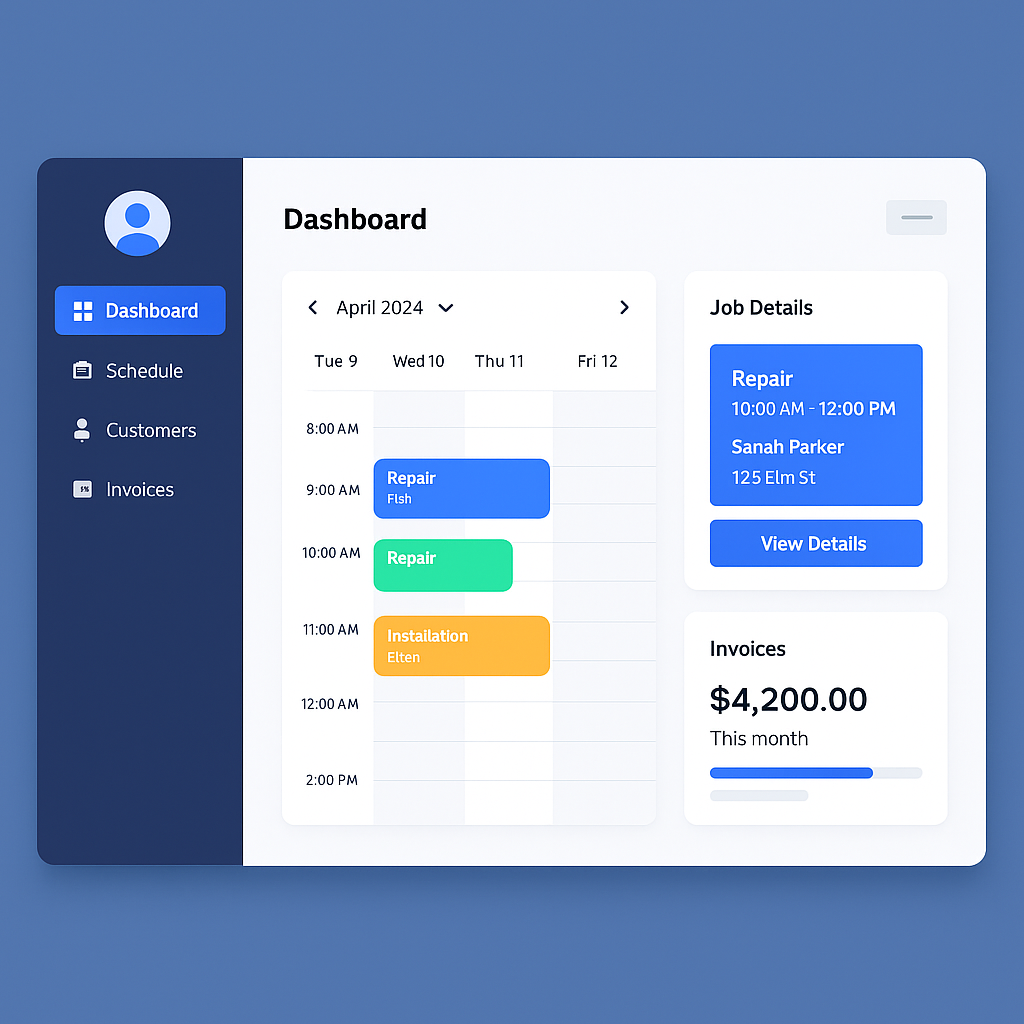 Dashboard
Schedule
Customers
Invoices
Dashboard
April 2024
Tue 9 Wed 10 Thu 11 Fri 12
8:00 AM
9:00 AM
10:00 AM
11:00 AM
12:00 AM
2:00 PM
Repair
Flsh
Repair
Instailation
Elten
Job Details
Repair
10:00 AM - 12:00 PM
Sanah Parker
125 Elm St
View Details
Invoices
$4,200.00
This month